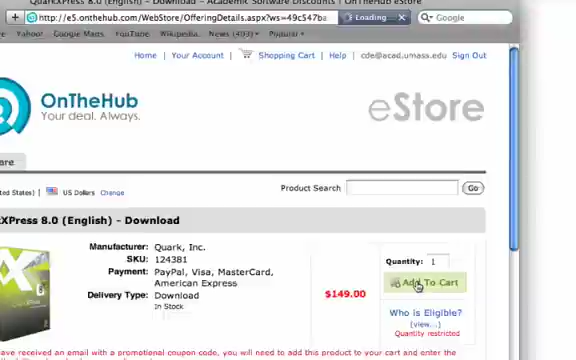 QuarkXPress 8.0 (English) - Download - Academic Software Discounts | OnTheHub eStore
http://e5.onthehub.com/WebStore/OfferingDetails.aspx?ws=49c547ba
Loading...
Google
Yahoo! Google Maps YouTube Wikipedia News (493) Popular
Home | Your Account | Shopping Cart | Help | cde@acad.umass.edu Sign Out
OnTheHub
Your deal. Always.
eStore
ore
ited States) | US Dollars Change
Product Search Go
XPress 8.0 (English) - Download
Manufacturer: Quark, Inc.
SKU: 124381
Payment: PayPal, Visa, MasterCard,
American Express
Delivery Type: Download
In Stock
$149.00
Quantity: 1
Add To Cart
Who is Eligible?
[view...]
Quantity restricted
ave received an email with a promotional coupon code, you will need to add this product to your cart and enter the